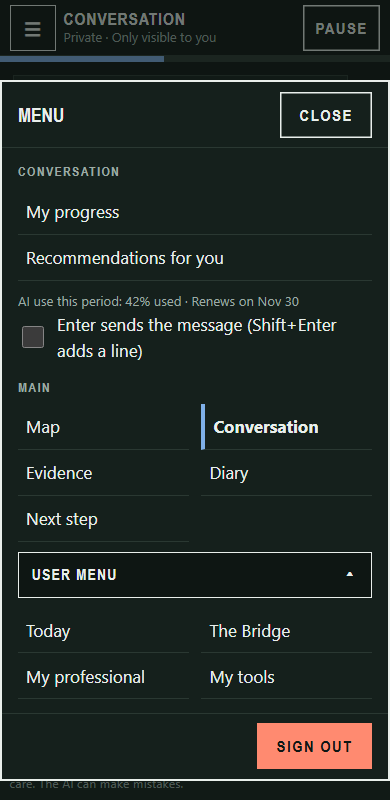 CONVERSATION
Private · Only visible to you
PAUSE
MENU
CLOSE
CONVERSATION
My progress
Recommendations for you
AI use this period: 42% used · Renews on Nov 30
Enter sends the message (Shift+Enter
adds a line)
MAIN
Map
Conversation
Evidence
Diary
Next step
USER MENU
Today
The Bridge
My professional
My tools
SIGN OUT
care. The AI can make mistakes.